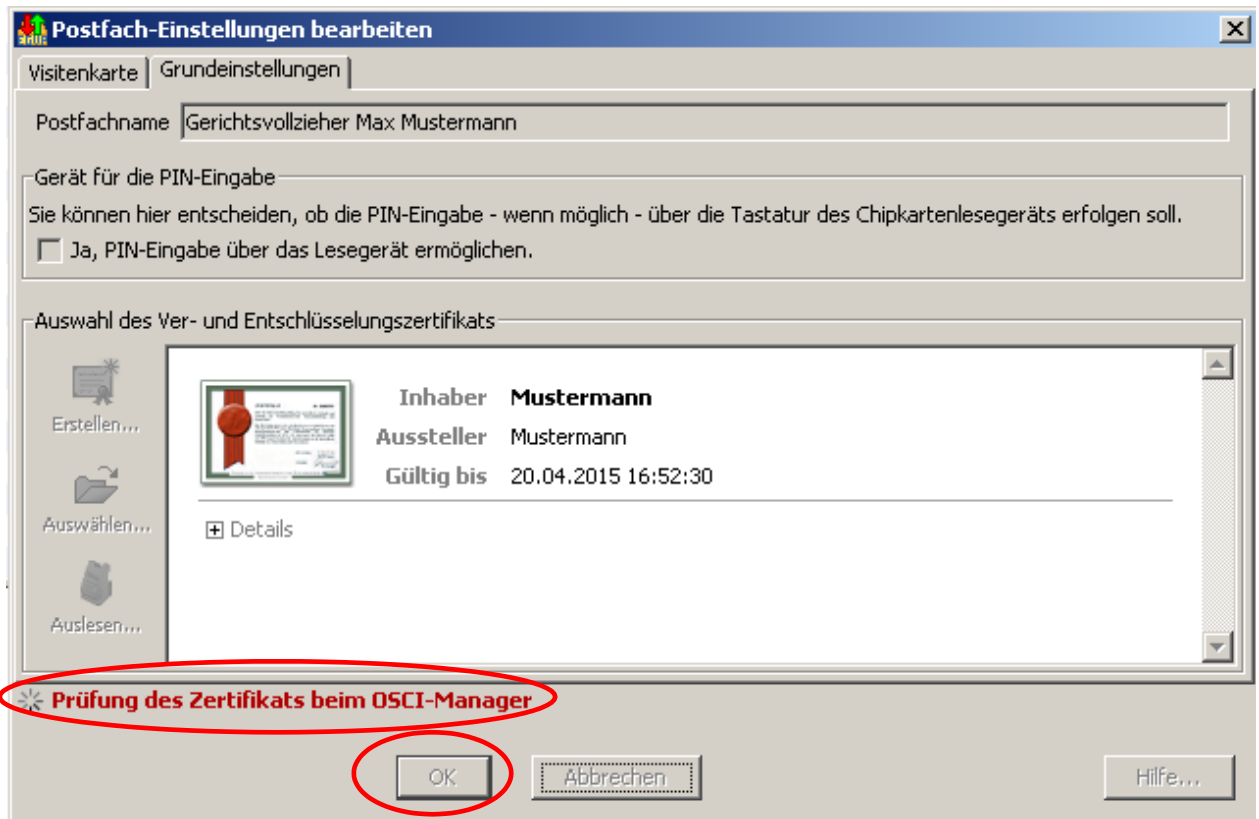 Postfach-Einstellungen bearbeiten
Visitenkarte Grundeinstellungen
Postfachname Gerichtsvollzieher Max Mustermann
Gerät für die PIN-Eingabe
Sie können hier entscheiden, ob die PIN-Eingabe - wenn möglich - über die Tastatur des Chipkartenlesegeräts erfolgen soll.
Ja, PIN-Eingabe über das Lesegerät ermöglichen.
Auswahl des Ver- und Entschlüsselungszertifikats
Erstellen...
Auswählen...
Auslesen...
Inhaber Mustermann
Aussteller Mustermann
Gültig bis 20.04.2015 16:52:30
Details
Prüfung des Zertifikats beim OSCI-Manager
OK Abbrechen Hilfe...